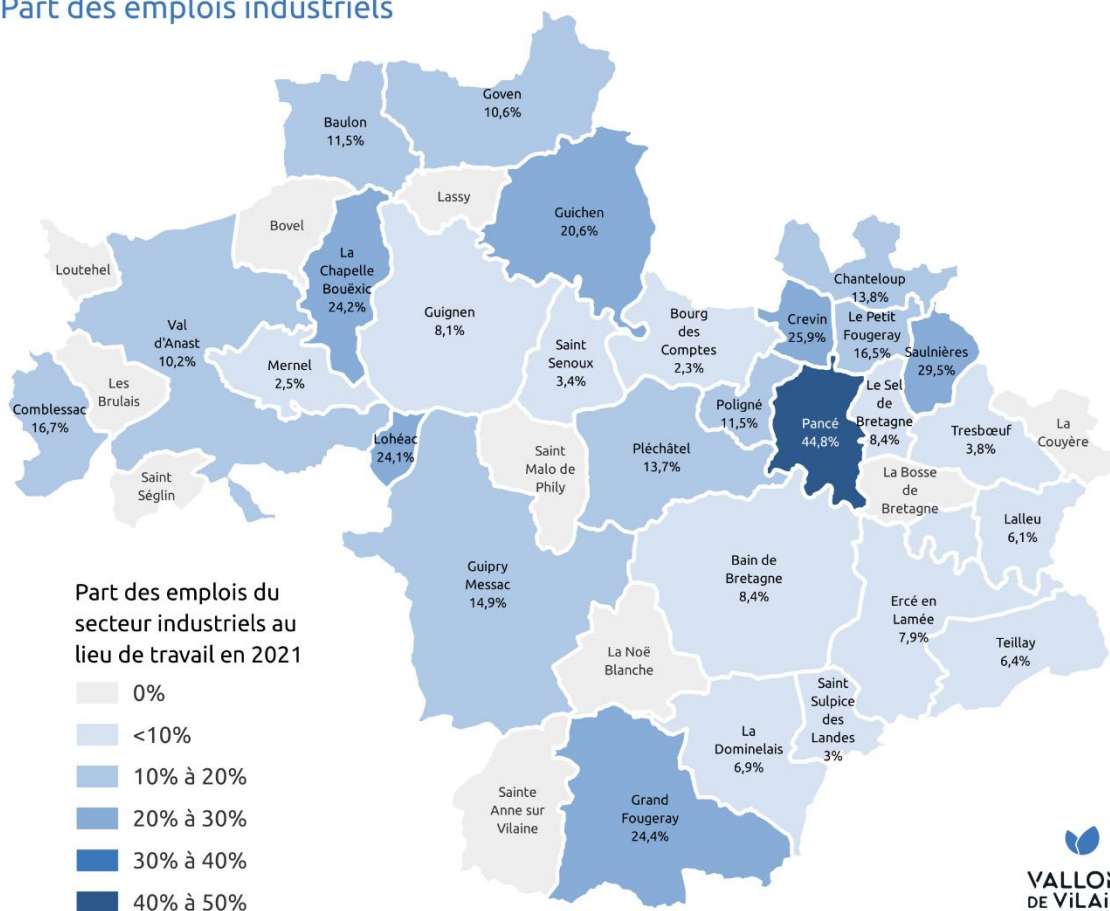 Part des emplois industriels
Goven
10,6%
Baulon
11,5%
Lassy
Guichen
20,6%
Bovel
Loutehel
La
Chapelle
Bouëxic
24,2%
Chanteloup
13,8%
Guignen
8,1%
Bourg
des
Comptes
2,3%
Crevin
25,9%
Le Petit
Fougeray
16,5%
Val
d'Anast
10,2%
Saint
Senoux
3,4%
Saulnières
29,5%
Mernel
2,5%
Les
Brulais
Le Sel
de
Bretagne
8,4%
Comblessac
16,7%
Poligné
11,5%
Pancé
44,8%
Tresbœuf
3,8%
La
Couyère
Lohéac
24,1%
Saint
Malo de
Phily
Pléchâtel
13,7%
Saint
Séglin
La Bosse
de
Bretagne
Lalleu
6,1%
Guipry
Messac
14,9%
Bain de
Bretagne
8,4%
Ercé en
Lamée
7,9%
Teillay
6,4%
La Noë
Blanche
Saint
Sulpice
des
Landes
3%
La
Dominelais
6,9%
Sainte
Anne sur
Vilaine
Grand
Fougeray
24,4%
Part des emplois du
secteur industriels au
lieu de travail en 2021
0%
<10%
10% à 20%
20% à 30%
30% à 40%
40% à 50%
DE